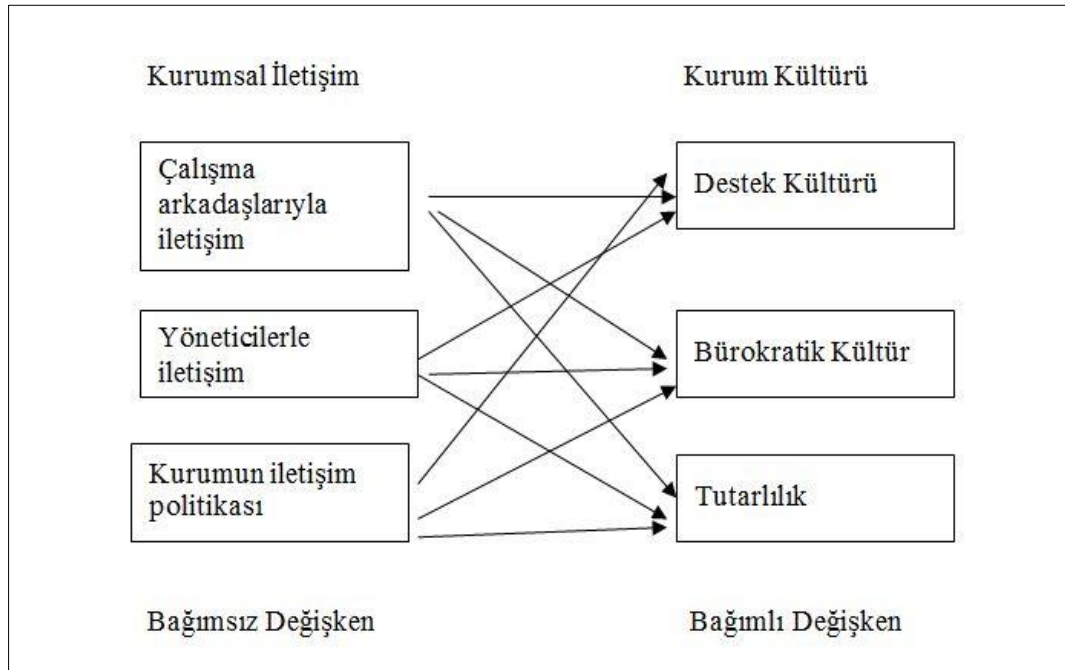 Kurumsal İletişim
Kurum Kültürü
Çalışma
arkadaşlarıyla
iletişim
Destek Kültürü
Yöneticilerle
iletişim
Bürokratik Kültür
Kurumun iletişim
politikası
Tutarlılık
Bağımsız Değişken
Bağımlı Değişken